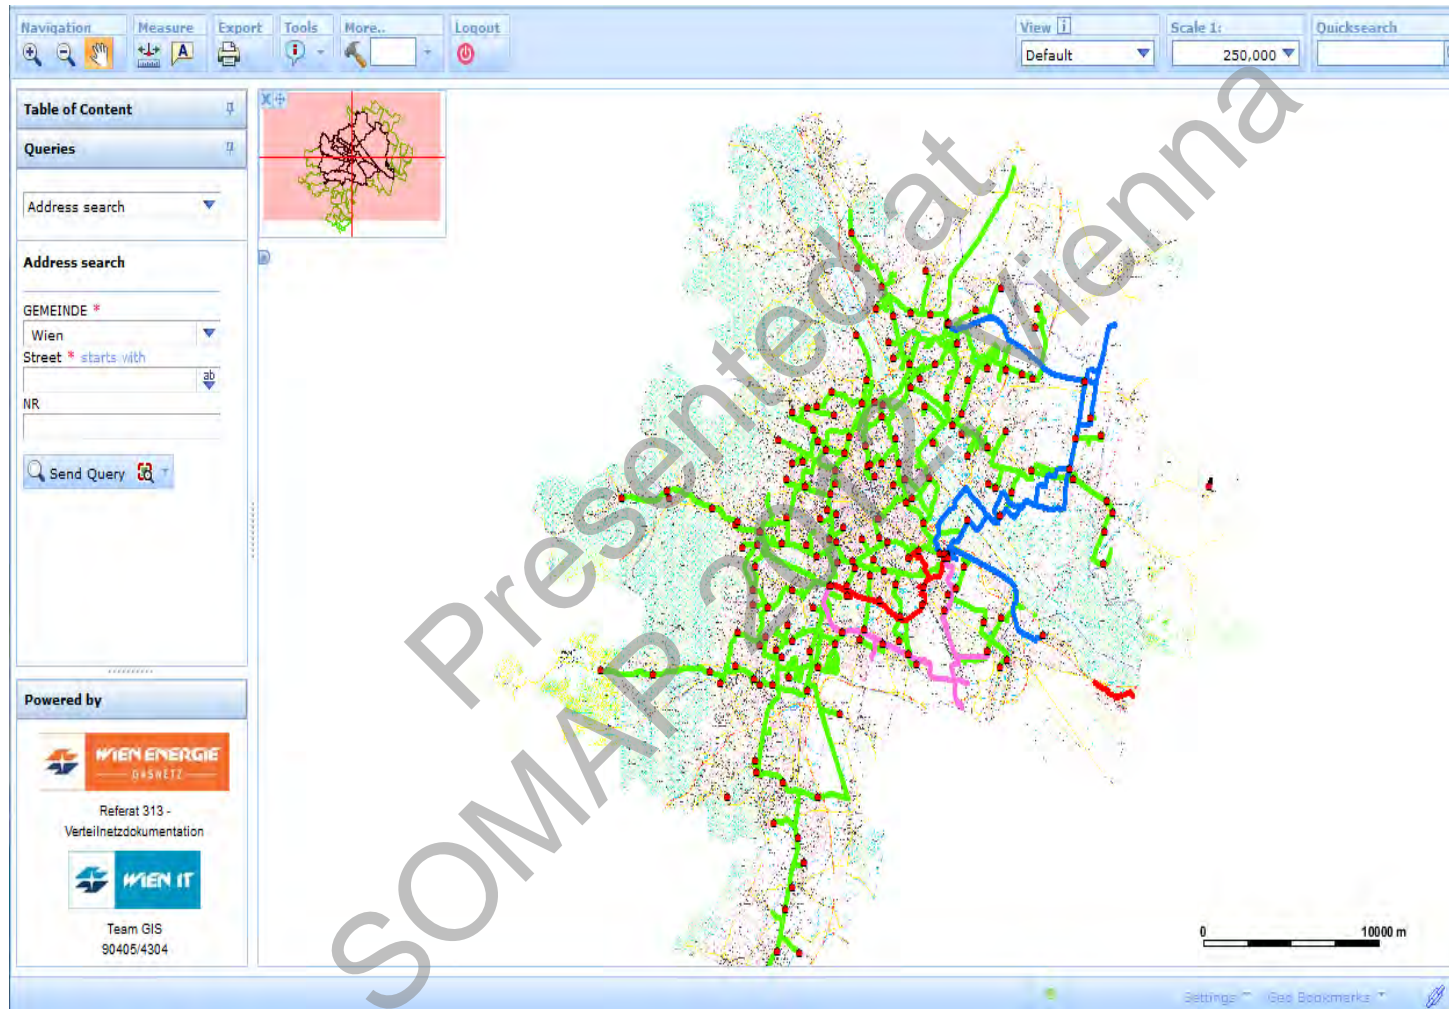 Navigation
Measure
Export
Tools
More..
Logout
View i
Scale 1:
Quicksearch
Default
250,000
Table of Content
Queries
Address search
Address search
GEMEINDE *
Wien
Street * starts with
ab
NR
Send Query
Powered by
WIEN ENERGIE
GASNETZ
Referat 313 -
Verteilnetzdokumentation
WIEN IT
Team GIS
90405/4304
Presented at
SOMAP 2012, Vienna
0 10000 m
Settings
Geo Bookmarks